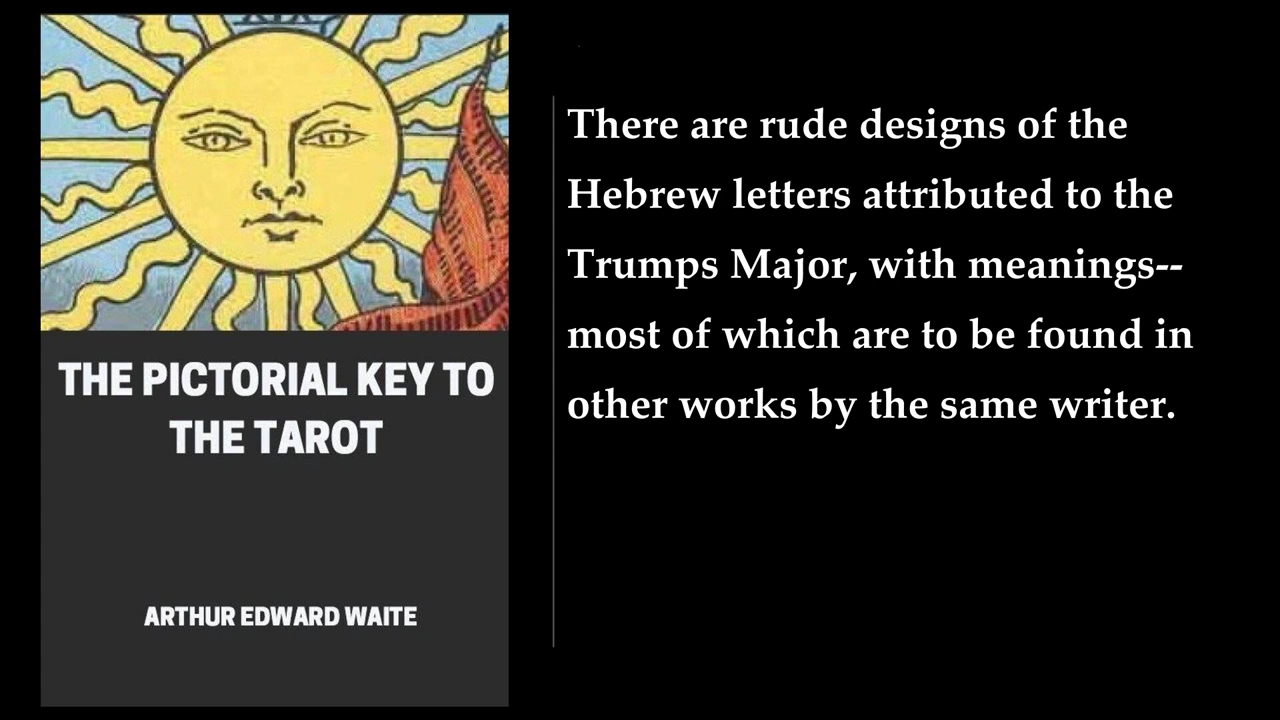 XIX
THE PICTORIAL KEY TO
THE TAROT
ARTHUR EDWARD WAITE
There are rude designs of the
Hebrew letters attributed to the
Trumps Major, with meanings--
most of which are to be found in
other works by the same writer.